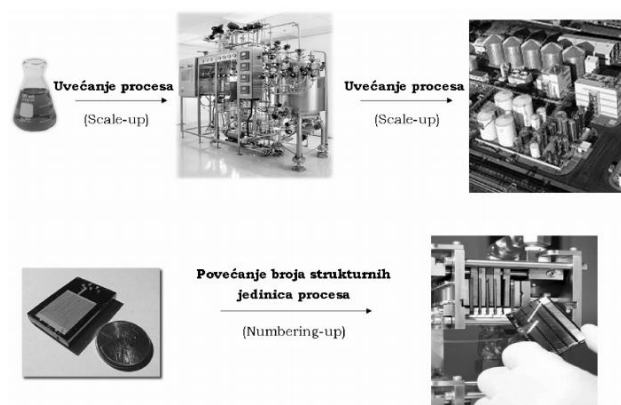 Uvećanje procesa
(Scale-up)
Uvećanje procesa
(Scale-up)
Povećanje broja strukturnih
jedinica procesa
(Numbering-up)